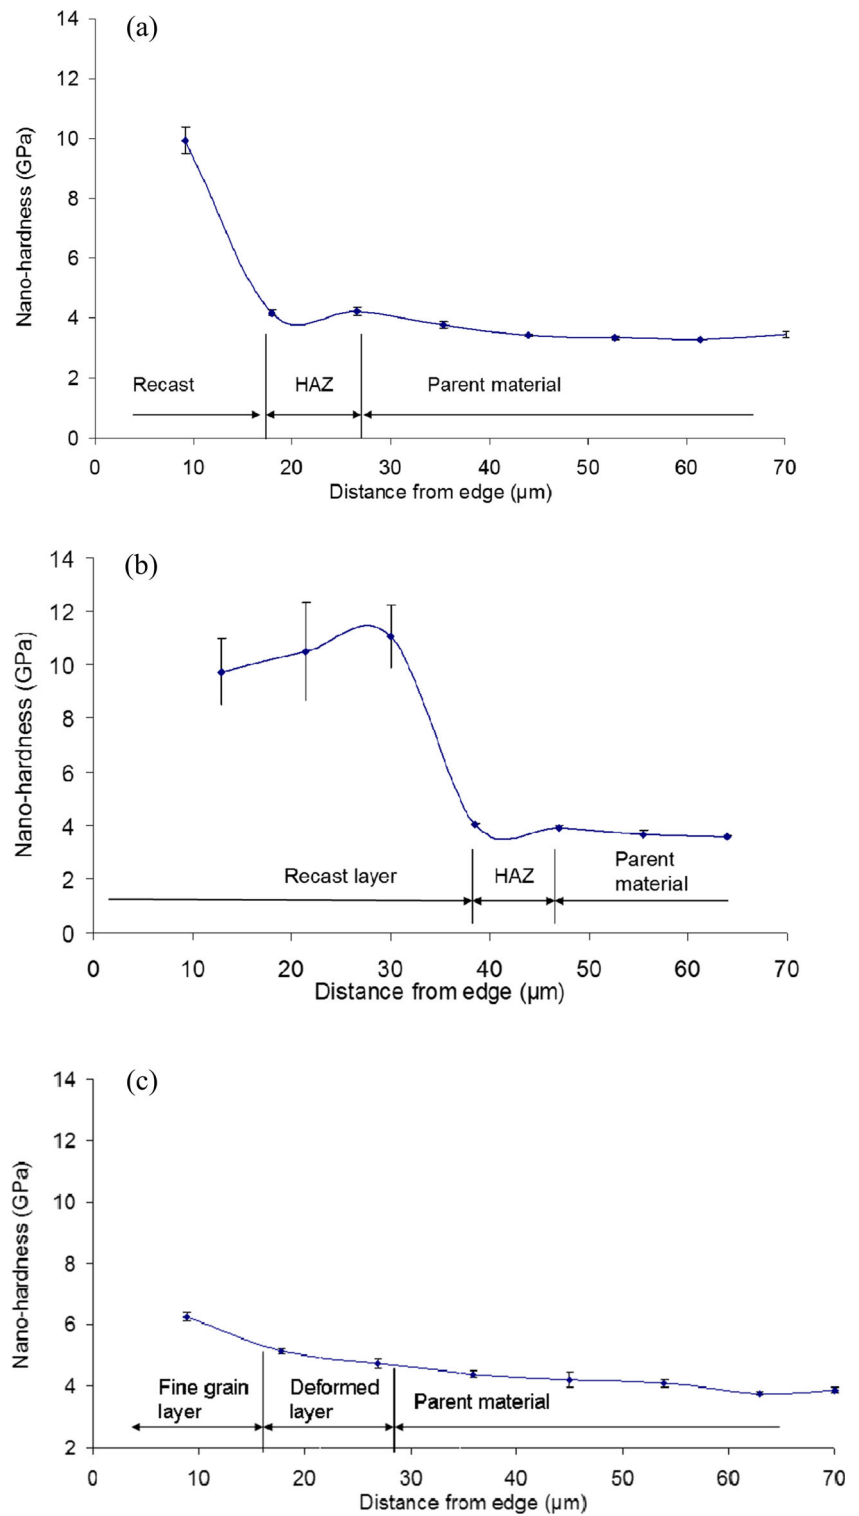 (a)
14
12
10
8
6
4
2
0
Nano-hardness (GPa)
Recast
HAZ
Parent material
0 10 20 30 40 50 60 70
Distance from edge (µm)
(b)
14
12
10
8
6
4
2
0
Nano-hardness (GPa)
Recast layer
HAZ
Parent
material
0 10 20 30 40 50 60 70
Distance from edge (µm)
(c)
14
12
10
8
6
4
2
Nano-hardness (GPa)
Fine grain
layer
Deformed
layer
Parent material
0 10 20 30 40 50 60 70
Distance from edge (µm)